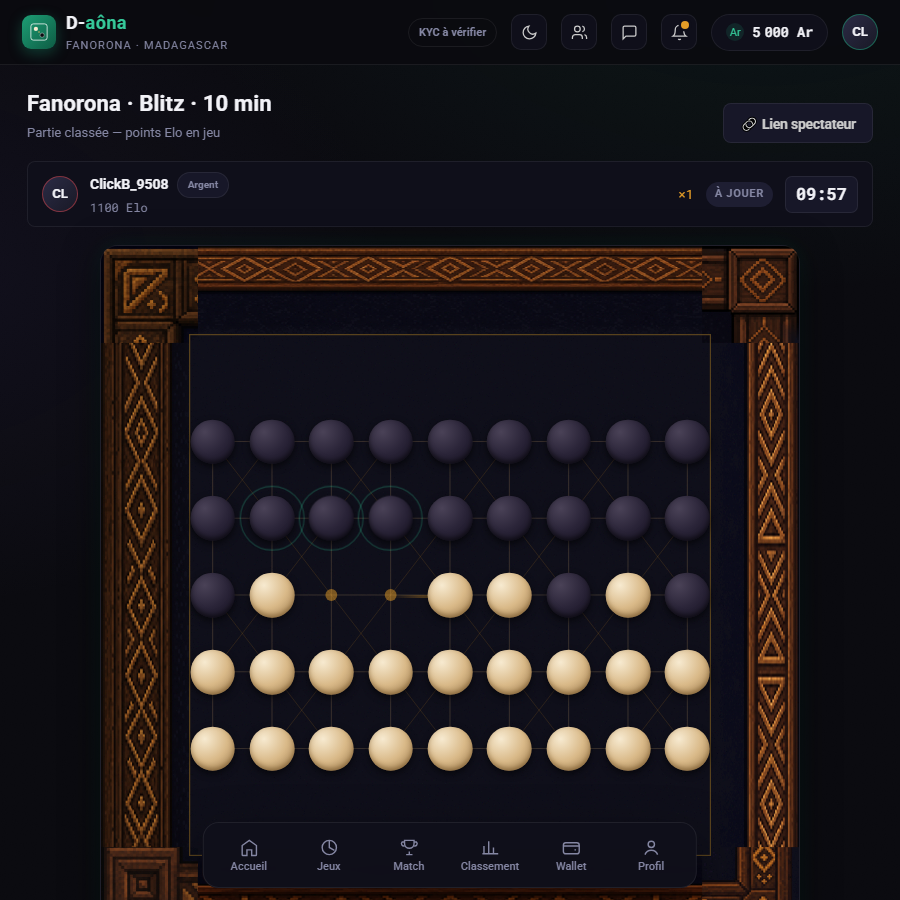 D-aôna
FANORONA · MADAGASCAR
KYC à vérifier
Ar 5 000 Ar
CL
Fanorona · Blitz · 10 min
Partie classée — points Elo en jeu
Lien spectateur
CL
ClickB_9508 Argent
1100 Elo
×1 À JOUER 09:57
Accueil Jeux Match Classement Wallet Profil